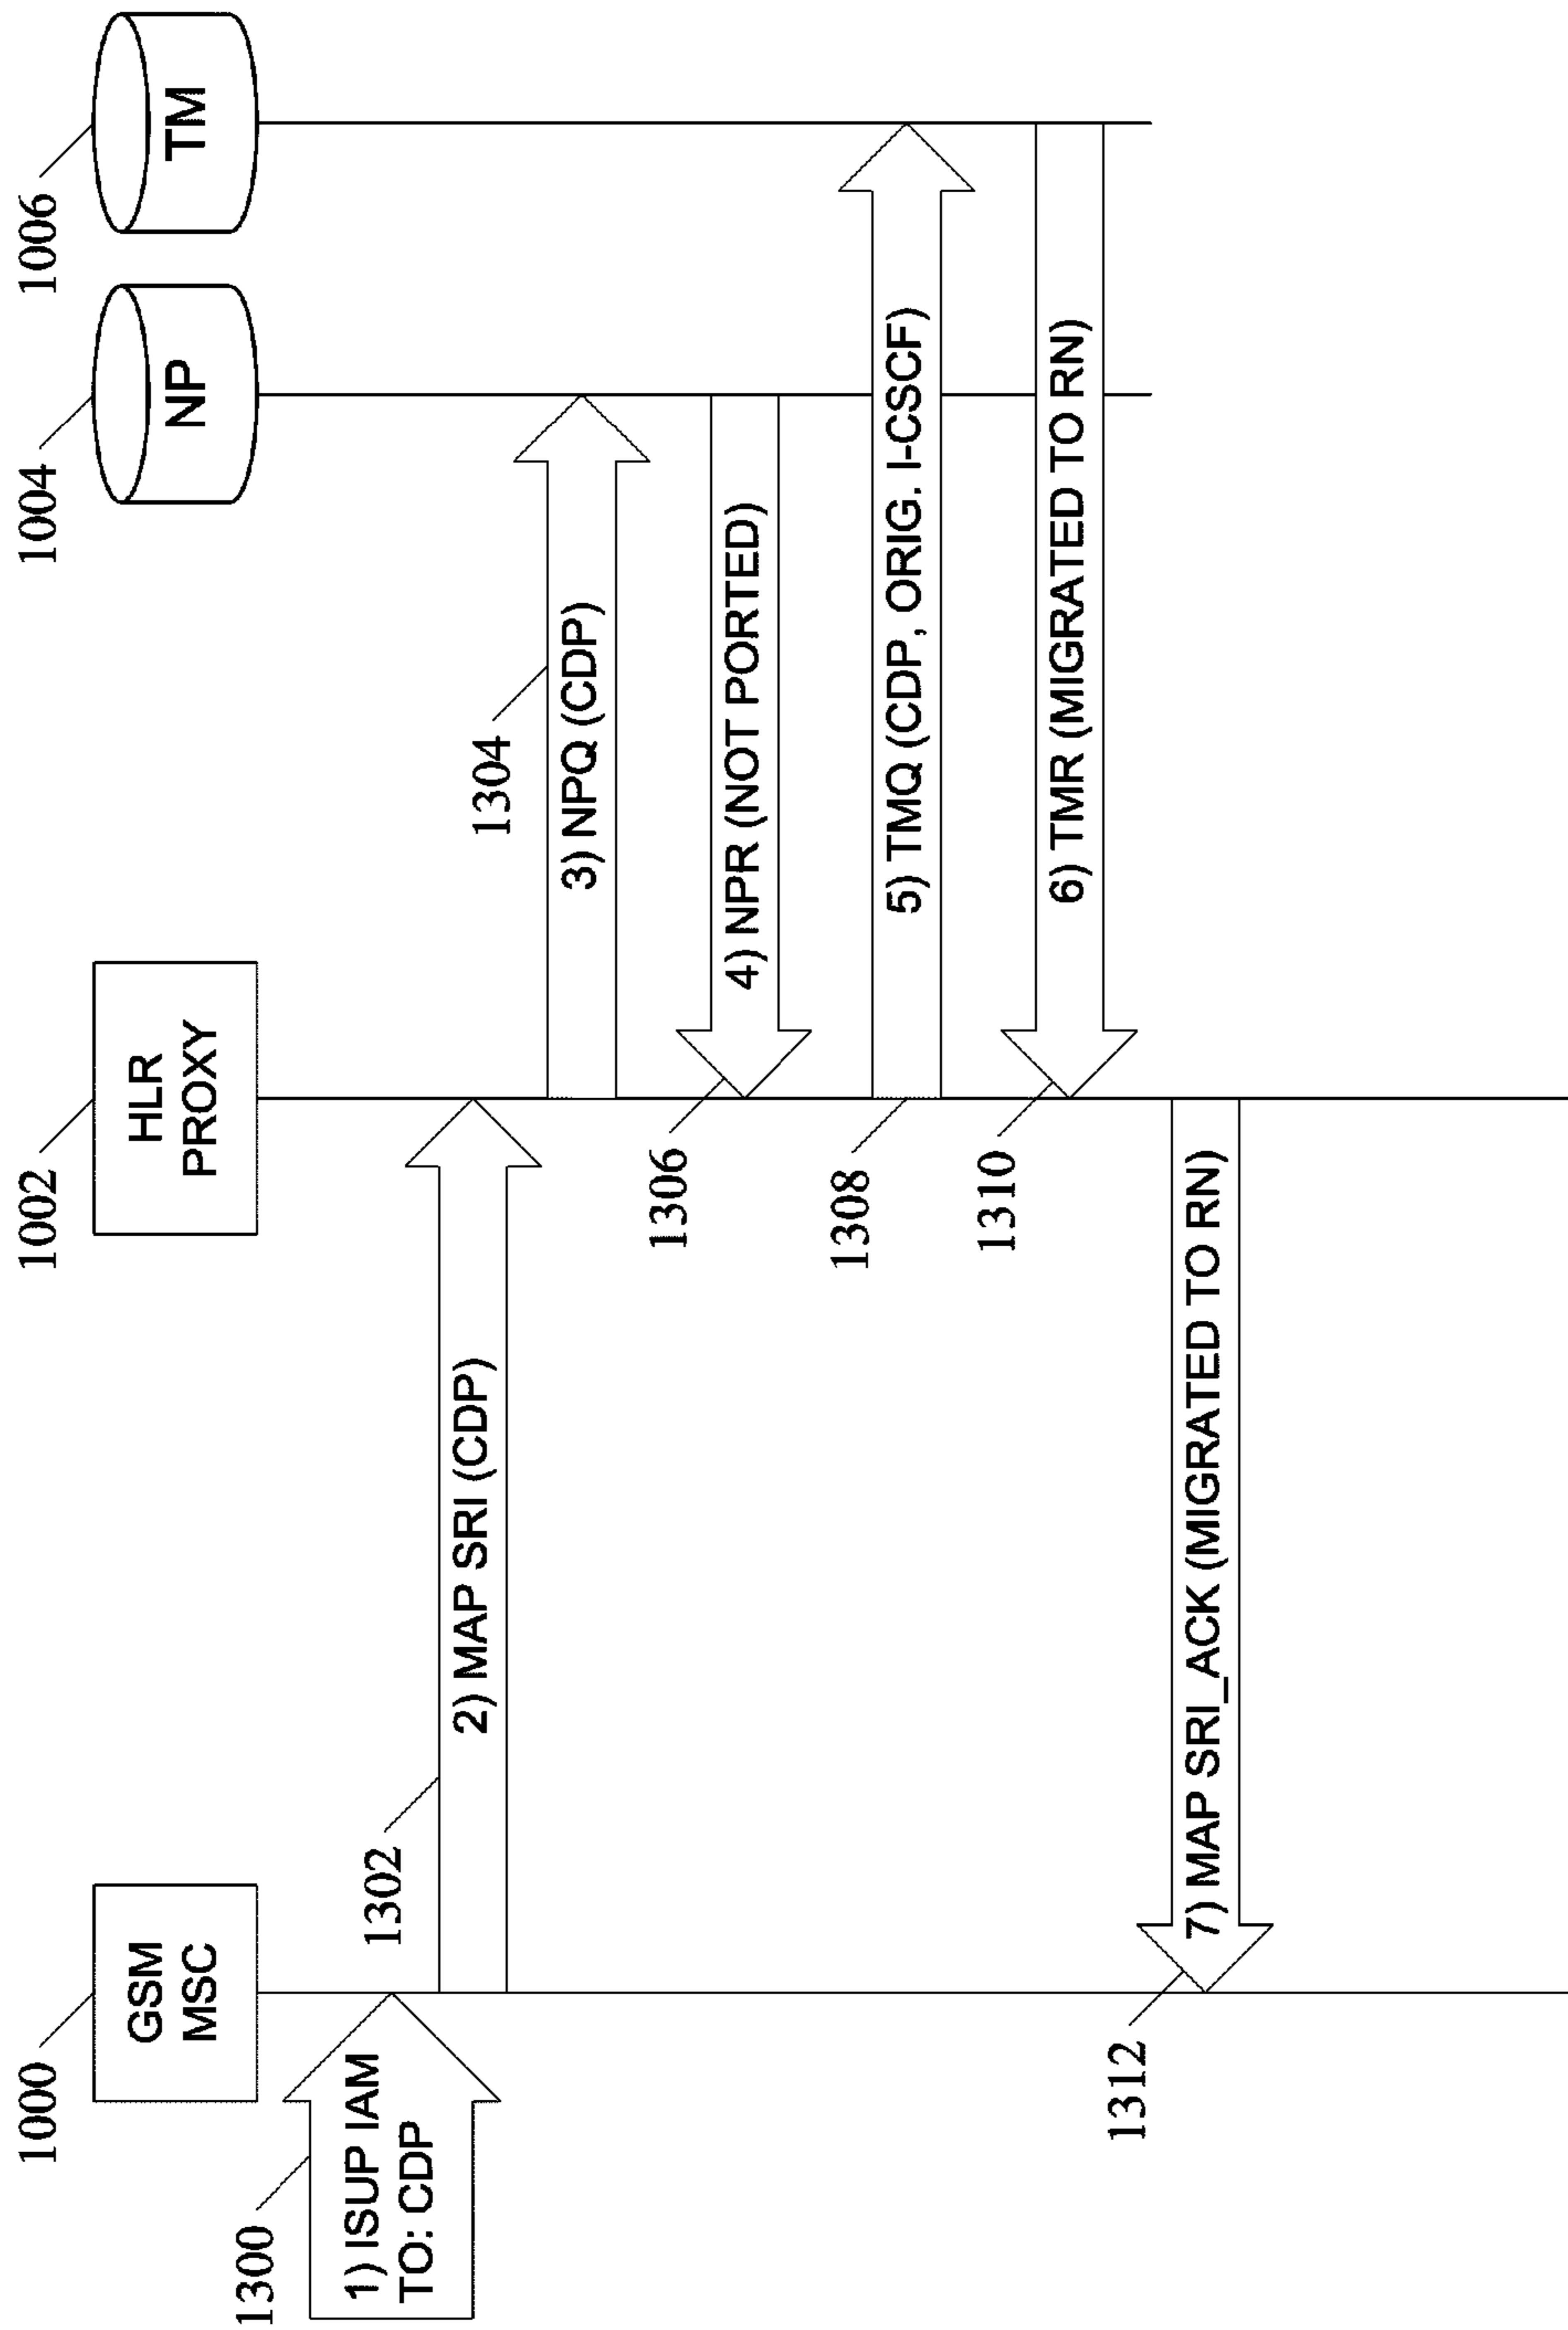 1000
GSM
MSC
1002
HLR
PROXY
1004
NP
1006
TM
1300
1) ISUP IAM
TO: CDP
1302
2) MAP SRI (CDP)
1304
3) NPQ (CDP)
1306
4) NPR (NOT PORTED)
1308
5) TMQ (CDP, ORIG. I-CSCF)
1310
6) TMR (MIGRATED TO RN)
1312
7) MAP SRI_ACK (MIGRATED TO RN)